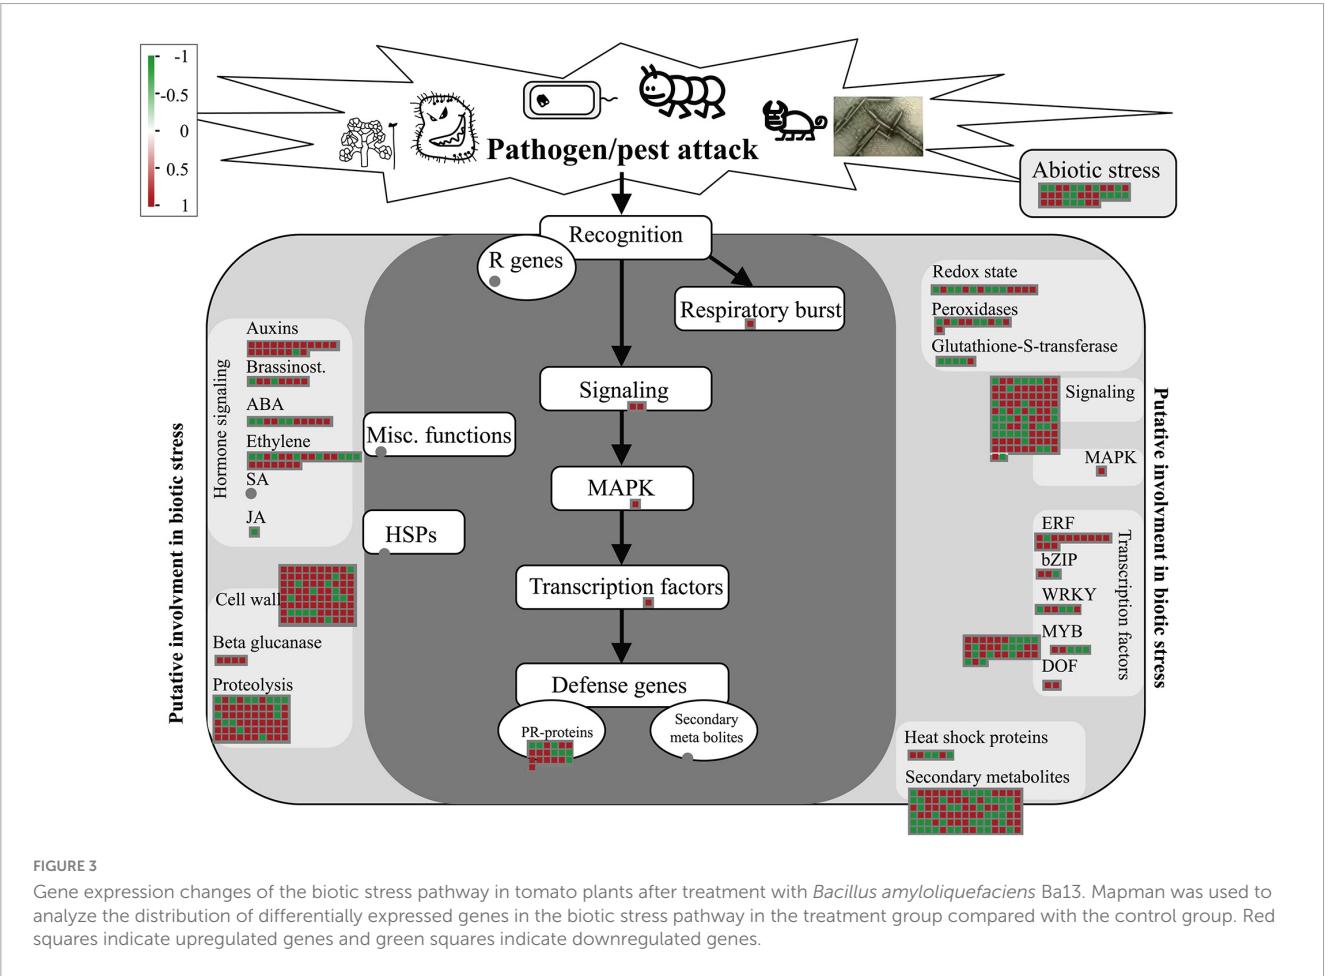 -1
-0.5
0
0.5
1
Pathogen/pest attack
Abiotic stress
Recognition
R genes
Respiratory burst
Signaling
Misc. functions
MAPK
HSPs
Transcription factors
Defense genes
PR-proteins
Secondary
meta bolites
Putative involvment in biotic stress
Hormone signaling
Auxins
Brassinost.
ABA
Ethylene
SA
JA
Cell wall
Beta glucanase
Proteolysis
Redox state
Peroxidases
Glutathione-S-transferase
Signaling
MAPK
ERF
bZIP
WRKY
MYB
DOF
Transcription factors
Heat shock proteins
Secondary metabolites
Putative involvment in biotic stress
FIGURE 3
Gene expression changes of the biotic stress pathway in tomato plants after treatment with Bacillus amyloliquefaciens Ba13. Mapman was used to
analyze the distribution of differentially expressed genes in the biotic stress pathway in the treatment group compared with the control group. Red
squares indicate upregulated genes and green squares indicate downregulated genes.